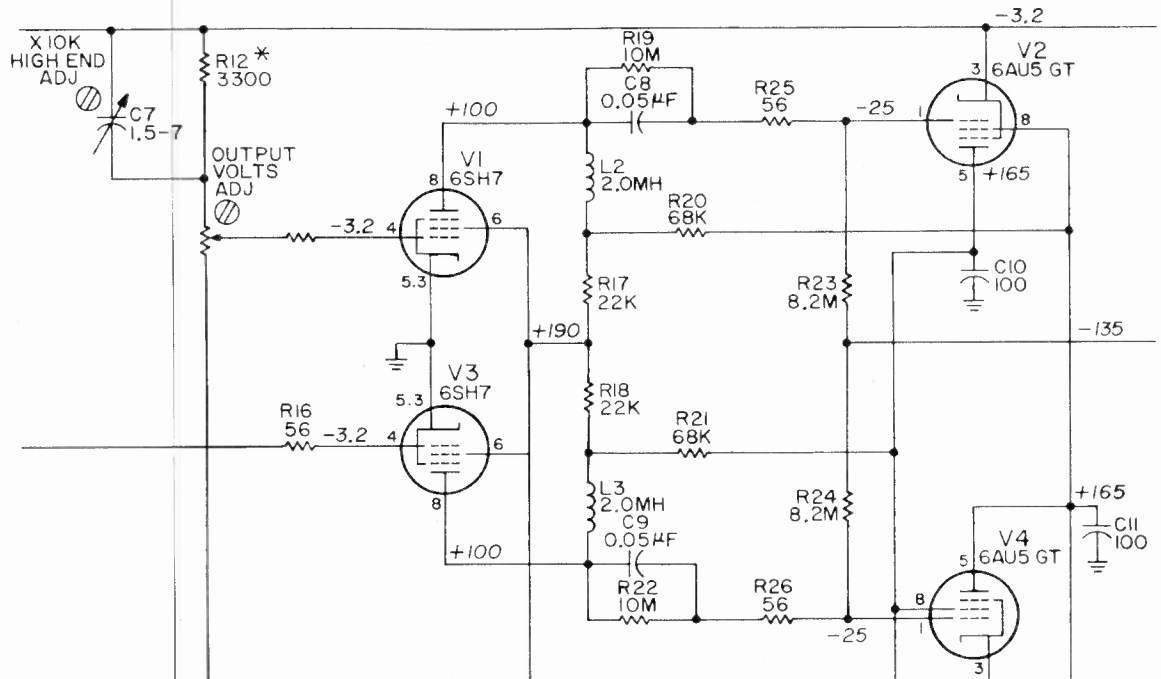 -3.2
X10K
HIGH END
ADJ
C7
1.5-7
R12 *
3300
OUTPUT
VOLTS
ADJ
-3.2
+100
V1
6SH7
8
4
6
5.3
R19
10M
C8
0.05µF
R25
56
-25
V2
6AU5 GT
3
1
8
5
+165
L2
2.0MH
R20
68K
C10
100
R17
22K
R23
8.2M
+190
-135
V3
6SH7
5.3
4
6
8
R16
56
-3.2
R18
22K
R21
68K
L3
2.0MH
C9
0.05µF
+100
R22
10M
R24
8.2M
R26
56
-25
+165
C11
100
V4
6AU5 GT
5
8
1
3